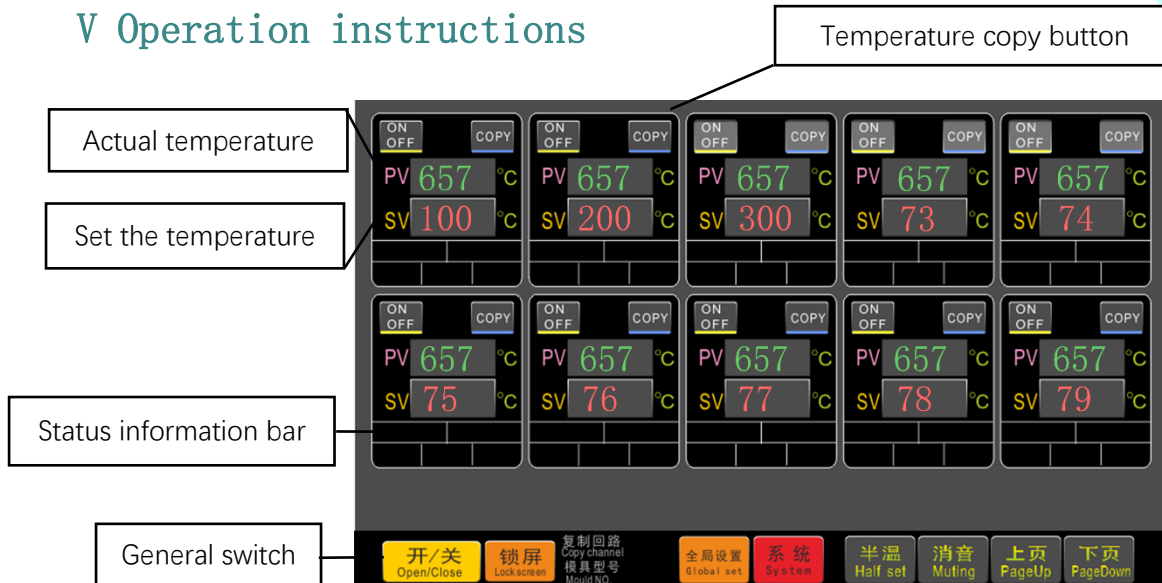 V Operation instructions
Temperature copy button
Actual temperature
Set the temperature
Status information bar
General switch
ON OFF COPY ON OFF COPY ON OFF COPY ON OFF COPY ON OFF COPY
PV 657 °C PV 657 °C PV 657 °C PV 657 °C PV 657 °C
SV 100 °C SV 200 °C SV 300 °C SV 73 °C SV 74 °C
ON OFF COPY ON OFF COPY ON OFF COPY ON OFF COPY ON OFF COPY
PV 657 °C PV 657 °C PV 657 °C PV 657 °C PV 657 °C
SV 75 °C SV 76 °C SV 77 °C SV 78 °C SV 79 °C
开/关
Open/Close
锁屏
Lockscreen
复制回路
Copy channel
模具型号
Mould NO.
全局设置
Global set
系统
System
半温
Half set
消音
Muting
上页
PageUp
下页
PageDown